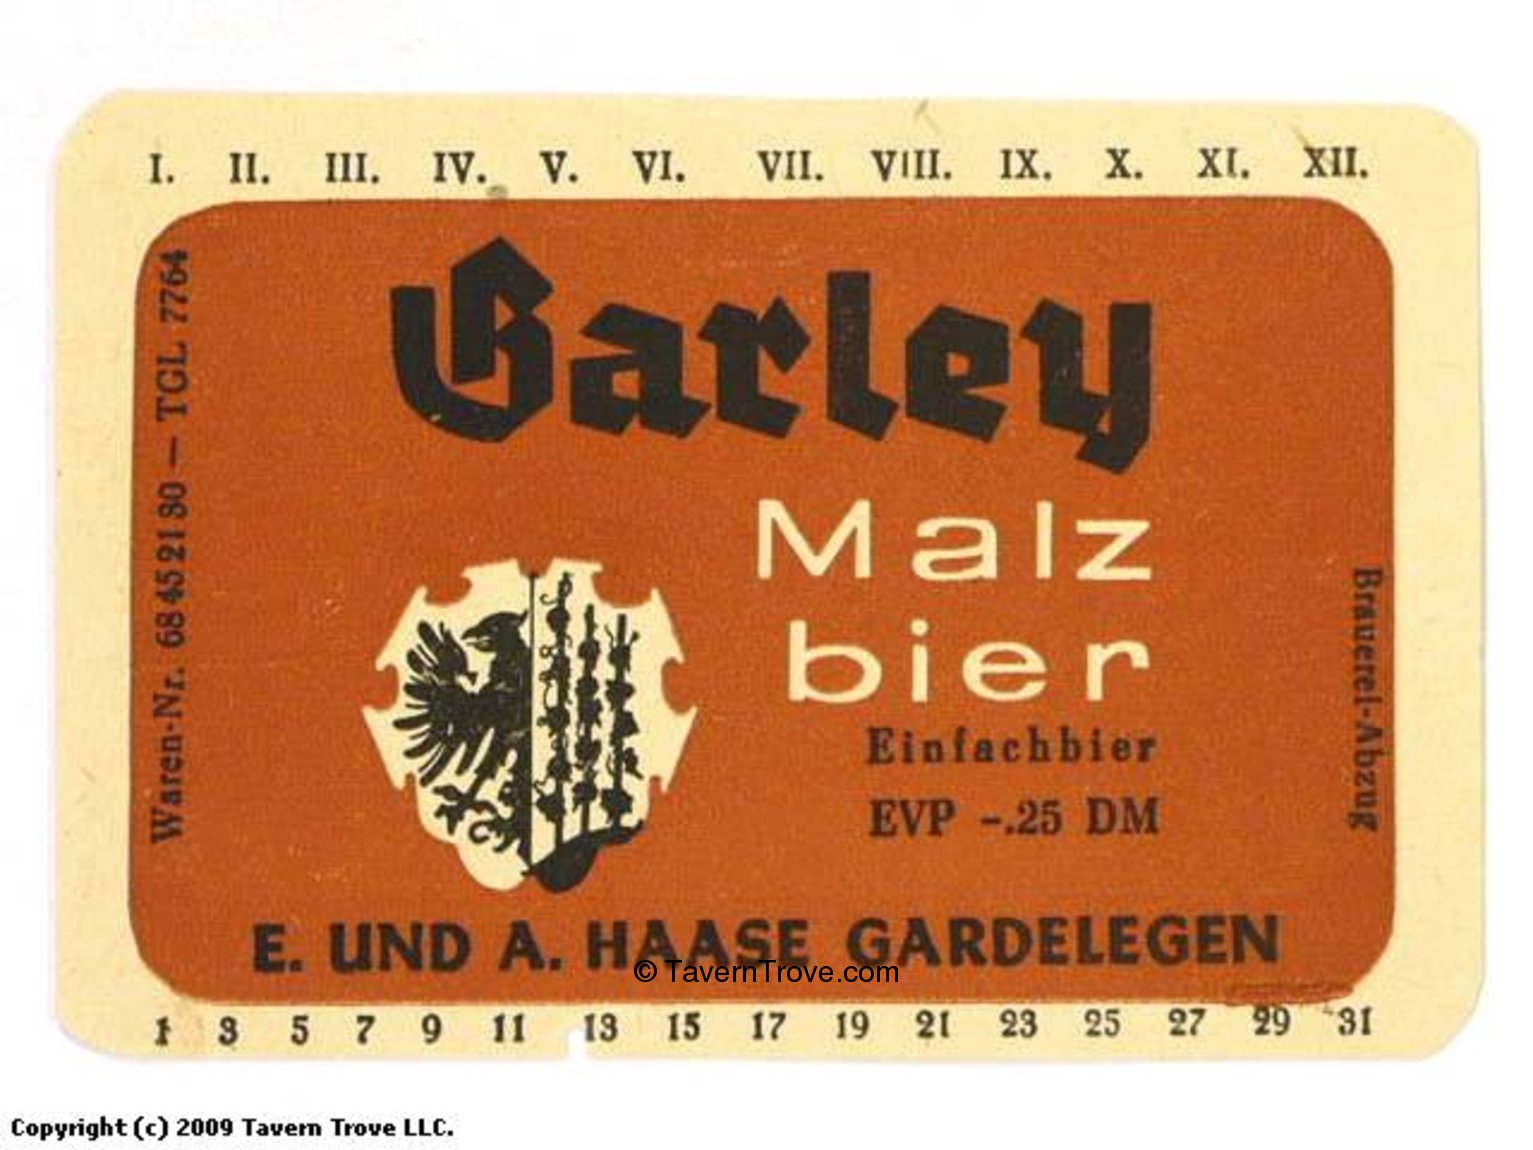 I. II. III. IV. V. VI. VII. VIII. IX. X. XI. XII.
Waren-Nr. 68 45 21 80 — TGL 7764
Garley
Malz
bier
Einfachbier
EVP -.25 DM
Brauerei-Abzug
E. UND A. HAASE GARDELEGEN
© TavernTrove.com
1 3 5 7 9 11 13 15 17 19 21 23 25 27 29 31
Copyright (c) 2009 Tavern Trove LLC.